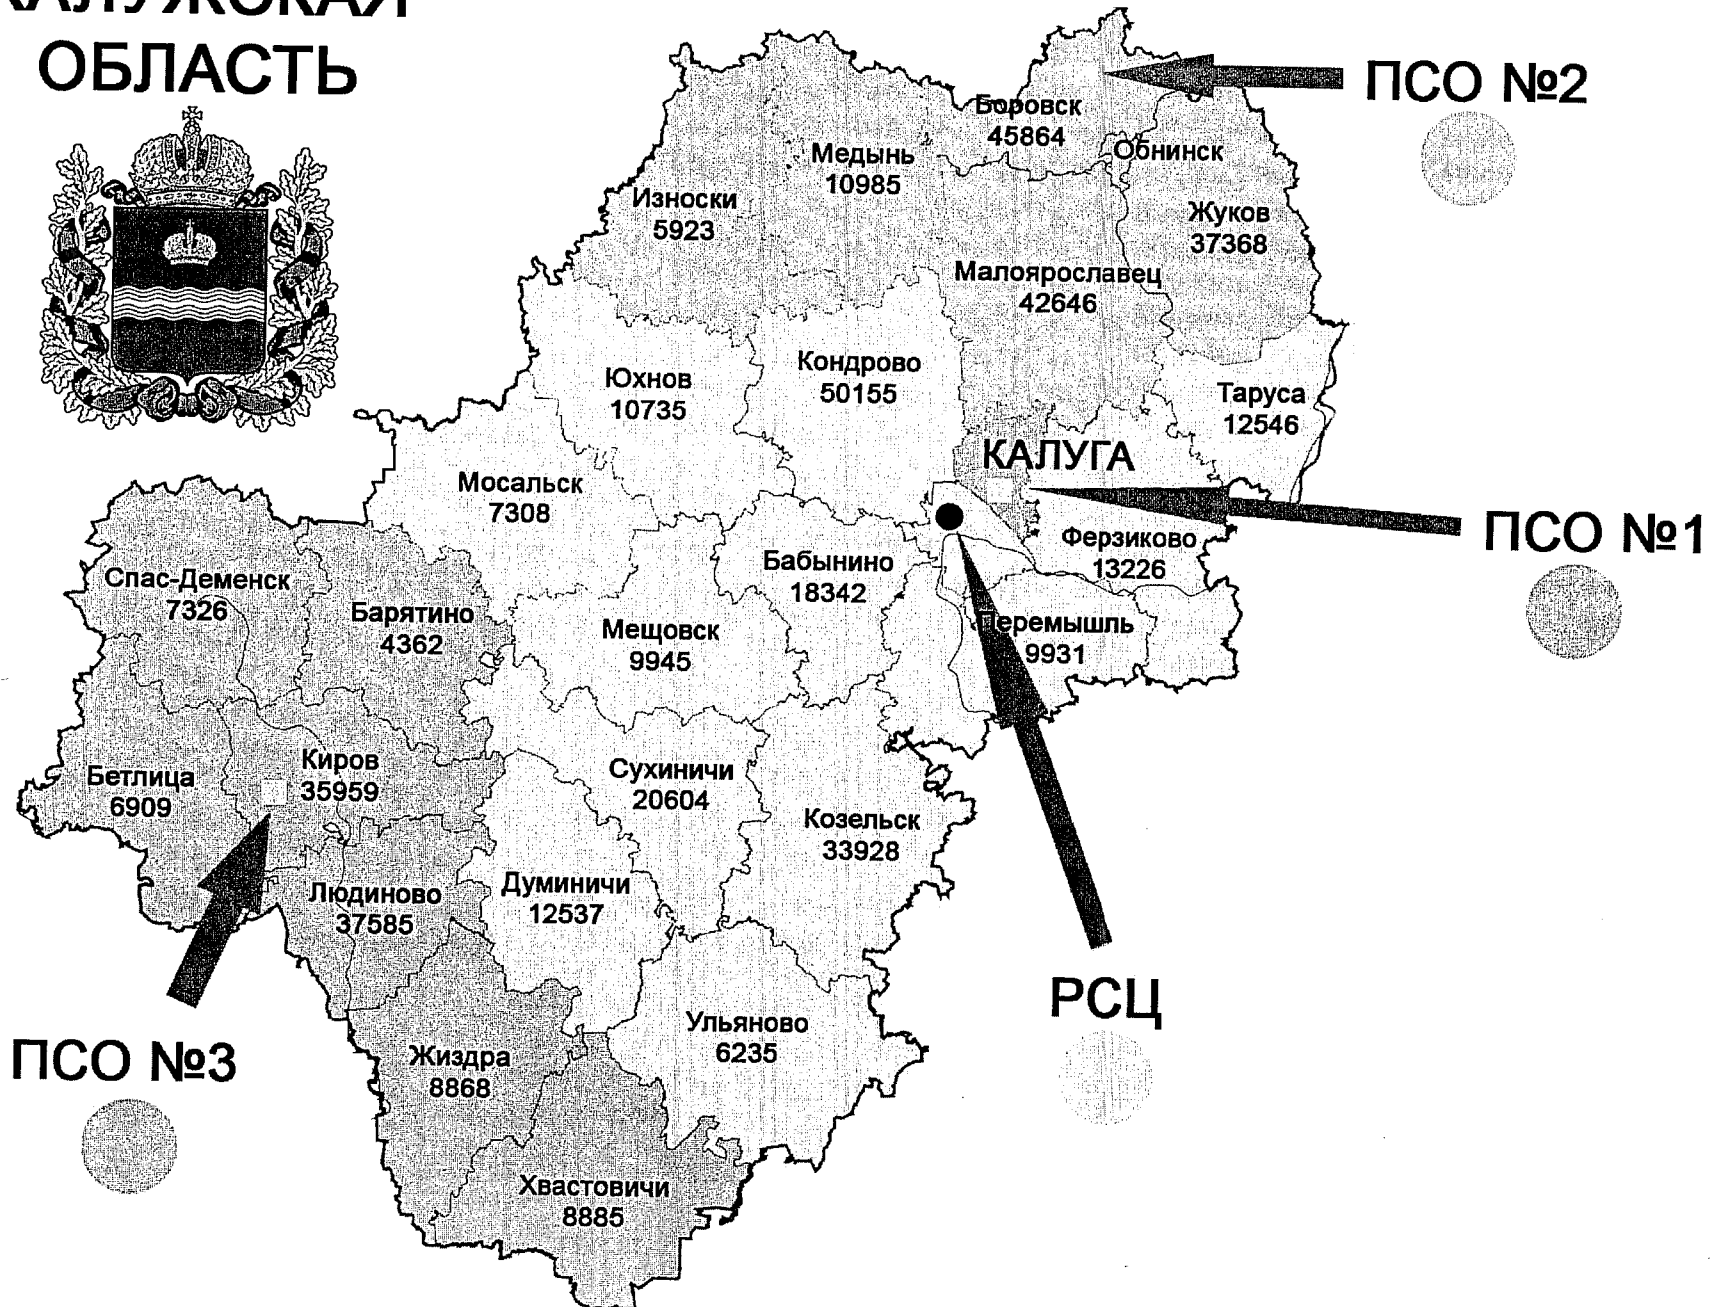 КАЛУЖСКАЯ
ОБЛАСТЬ
ПСО №2
Боровск
45864
Обнинск
Медынь
10985
Износки
5923
Жуков
37368
Малоярославец
42646
Кондрово
50155
Юхнов
10735
Таруса
12546
КАЛУГА
Мосальск
7308
ПСО №1
Ферзиково
13226
Бабынино
18342
Спас-Деменск
7326
Барятино
4362
Мещовск
9945
Перемышль
9931
Киров
35959
Бетлица
6909
Сухиничи
20604
Козельск
33928
Людиново
37585
Думиничи
12537
РСЦ
Ульяново
6235
ПСО №3
Жиздра
8868
Хвастовичи
8885